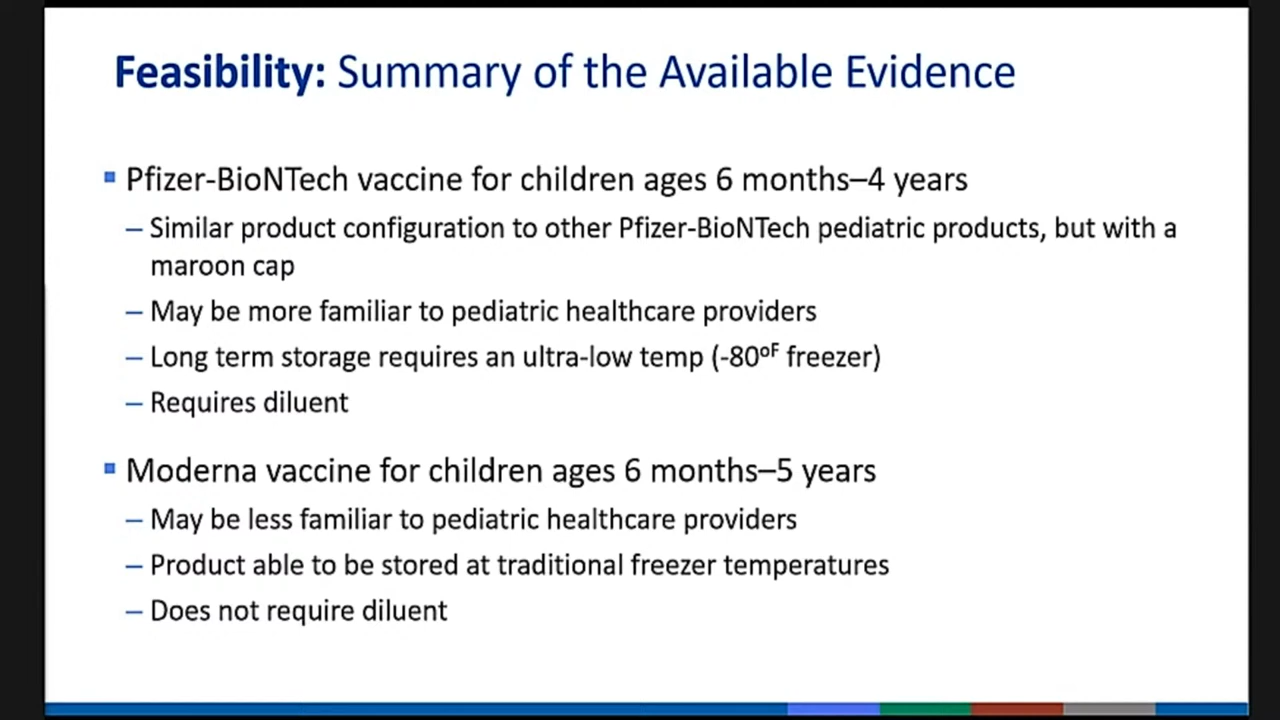 Feasibility: Summary of the Available Evidence
▪ Pfizer-BioNTech vaccine for children ages 6 months–4 years
– Similar product configuration to other Pfizer-BioNTech pediatric products, but with a
maroon cap
– May be more familiar to pediatric healthcare providers
– Long term storage requires an ultra-low temp (-80ºF freezer)
– Requires diluent
▪ Moderna vaccine for children ages 6 months–5 years
– May be less familiar to pediatric healthcare providers
– Product able to be stored at traditional freezer temperatures
– Does not require diluent